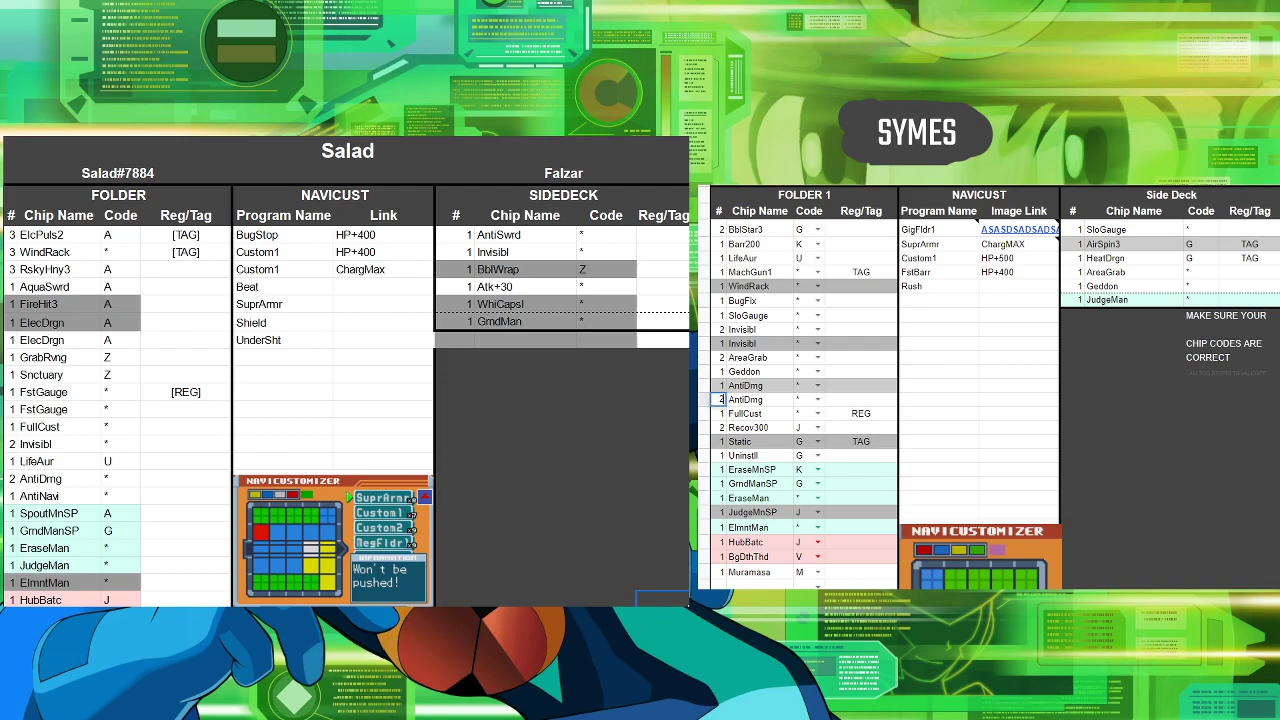 SYMES
Salad
Salad#7884 Falzar
FOLDER NAVICUST SIDEDECK
# Chip Name Code Reg/Tag Program Name Link # Chip Name Code Reg/Tag
3 ElcPuls2 A [TAG] BugStop HP+400 1 AntiSwrd *
3 WindRack * [TAG] Custom1 HP+400 1 Invisibl *
3 RskyHny3 A Custom1 ChargMax 1 BblWrap Z
1 AquaSwrd A 1 Atk+30 *
1 FireHit3 A SuprArmr 1 WhiCapsl *
1 ElecDrgn A Shield 1 GrndMan *
1 ElecDrgn A UnderSht
1 GrabRvng Z
1 Snctuary Z
1 FstGauge * [REG]
1 FstGauge *
1 FullCust *
2 Invisibl *
1 LifeAur U
2 AntiDmg *
1 AntiNavi *
1 SpoutMnSP A
1 GrndManSP G
1 EraseMan *
1 JudgeMan *
1 ElmntMan *
1 HubBatc J
NAVICUSTOMIZER
SuprArmr
Custom1
Custom2
MegFldr1
INFORMATION
Won't be
pushed!
FOLDER 1 NAVICUST Side Deck
# Chip Name Code Reg/Tag Program Name Image Link # Chip Name Code Reg/Tag
2 BblStar3 G GigFldr1 ASASDSADSADSA 1 SloGauge *
1 Barr200 K SuprArmr ChargMAX 1 AirSpin3 G TAG
1 LifeAur U Custom1 HP+500 1 HeatDrgn G TAG
1 MachGun1 * TAG FstBarr HP+400 1 AreaGrab *
1 WindRack * Rush 1 Geddon *
1 BugFix * 1 JudgeMan *
1 SloGauge * MAKE SURE YOUR
2 Invisibl *
1 Invisibl * CHIP CODES ARE
2 AreaGrab * CORRECT
1 Geddon *
1 AntiDmg *
2 AntiDmg *
1 FullCust * REG
2 Recov300 J
1 Static G TAG
1 Uninstll G
1 EraseMnSP K
1 GrndMnSP G
1 EraseMan *
1 JudgeMnSP J
1 ElmntMan *
1 HubBatc J
1 BgDthThd V
1 Muramasa M
NAVICUSTOMIZER